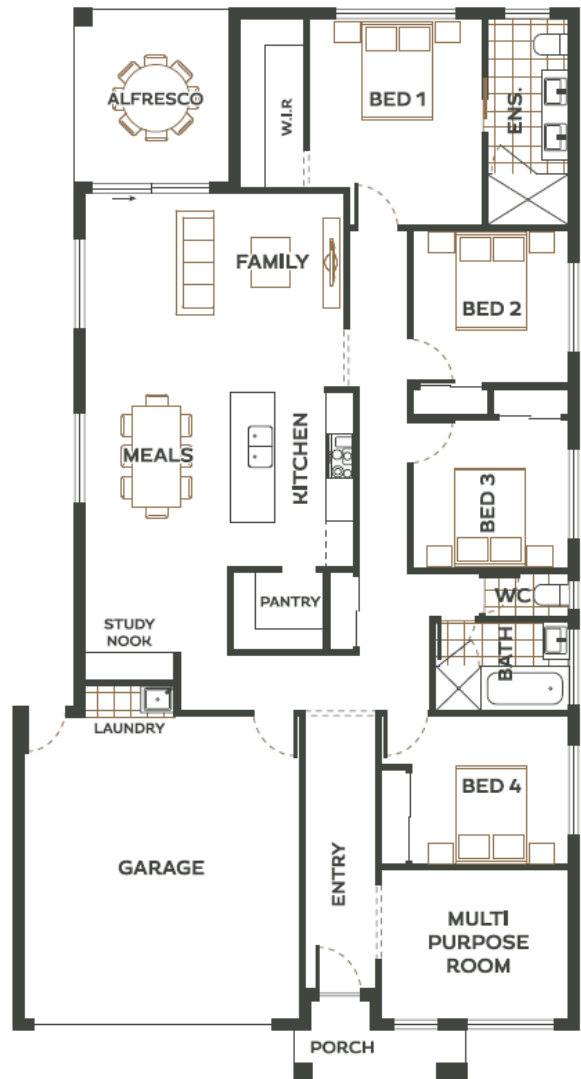 ALFRESCO
W.I.R
BED 1
ENS.
FAMILY
BED 2
MEALS
KITCHEN
BED 3
PANTRY
WC
STUDY
NOOK
BATH
LAUNDRY
BED 4
GARAGE
ENTRY
MULTI
PURPOSE
ROOM
PORCH